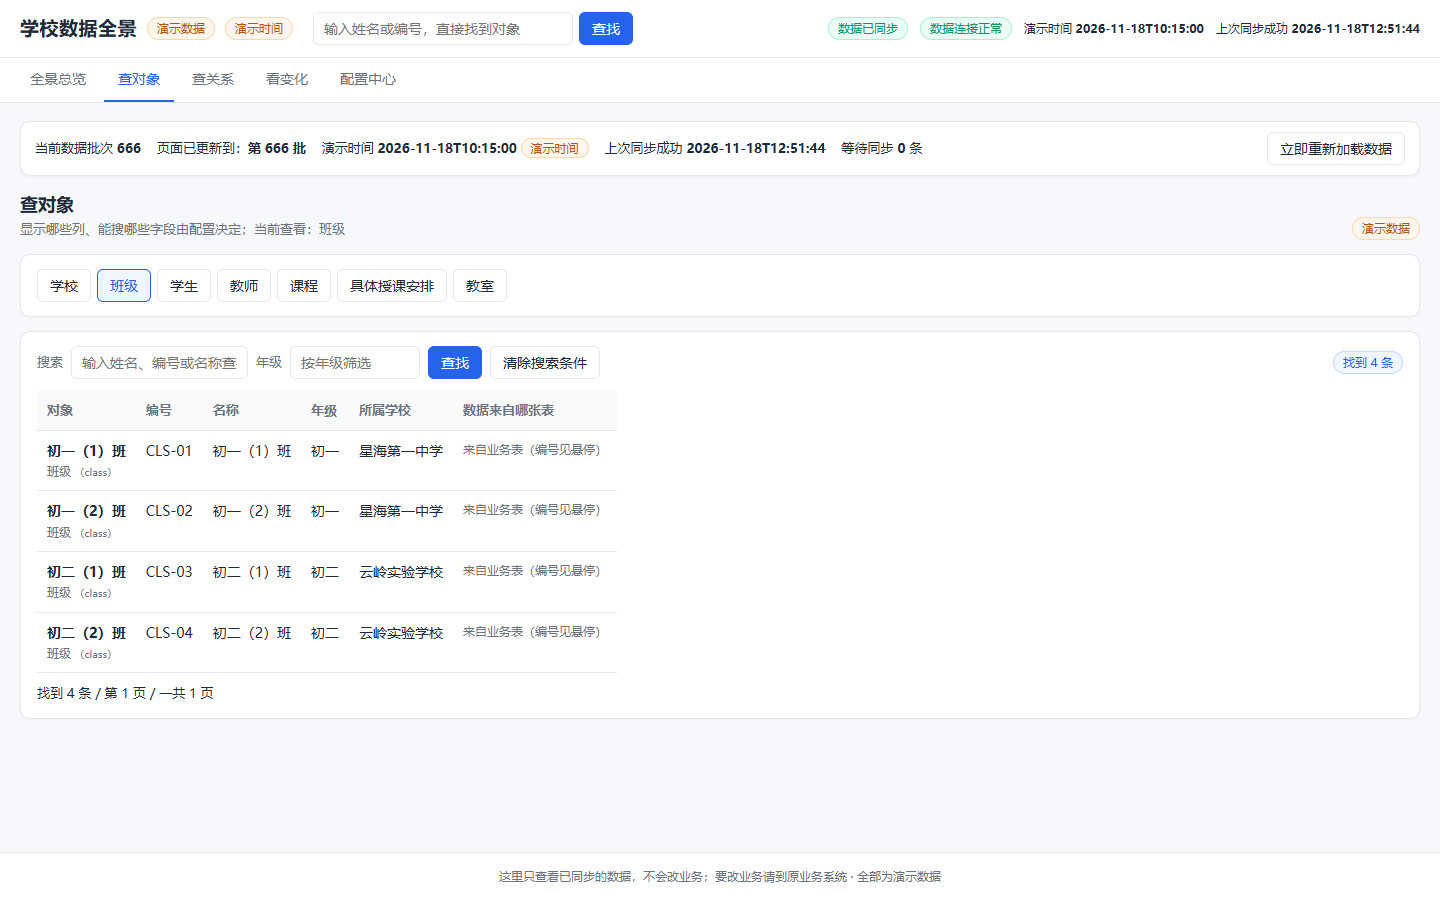 学校数据全景 演示数据 演示时间 输入姓名或编号，直接找到对象 查找 数据已同步 数据连接正常 演示时间 2026-11-18T10:15:00 上次同步成功 2026-11-18T12:51:44
全景总览 查对象 查关系 看变化 配置中心
当前数据批次 666 页面已更新到：第 666 批 演示时间 2026-11-18T10:15:00 演示时间 上次同步成功 2026-11-18T12:51:44 等待同步 0 条 立即重新加载数据
查对象
显示哪些列、能搜哪些字段由配置决定；当前查看：班级 演示数据
学校 班级 学生 教师 课程 具体授课安排 教室
搜索 输入姓名、编号或名称查 年级 按年级筛选 查找 清除搜索条件 找到 4 条
对象 编号 名称 年级 所属学校 数据来自哪张表
初一（1）班 CLS-01 初一（1）班 初一 星海第一中学 来自业务表（编号见悬停）
班级 （class）
初一（2）班 CLS-02 初一（2）班 初一 星海第一中学 来自业务表（编号见悬停）
班级 （class）
初二（1）班 CLS-03 初二（1）班 初二 云岭实验学校 来自业务表（编号见悬停）
班级 （class）
初二（2）班 CLS-04 初二（2）班 初二 云岭实验学校 来自业务表（编号见悬停）
班级 （class）
找到 4 条 / 第 1 页 / 一共 1 页
这里只查看已同步的数据，不会改业务；要改业务请到原业务系统 · 全部为演示数据